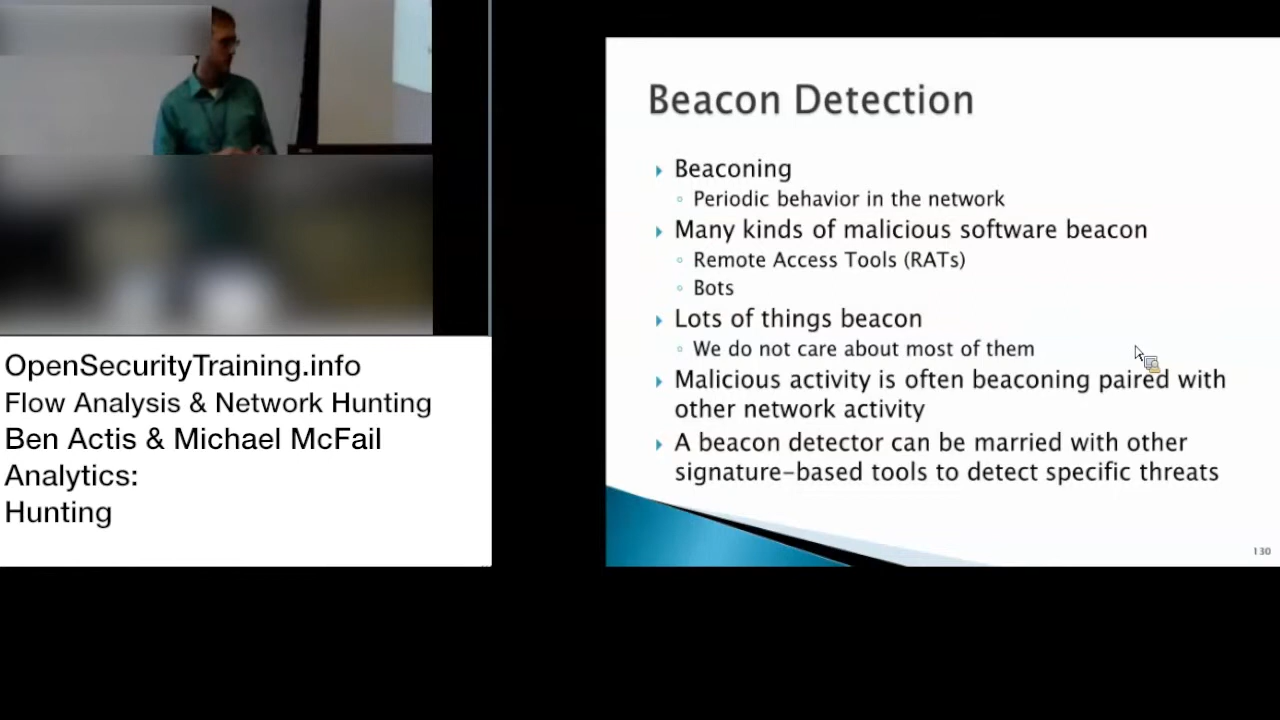 OpenSecurityTraining.info
Flow Analysis & Network Hunting
Ben Actis & Michael McFail
Analytics:
Hunting
Beacon Detection
Beaconing
Periodic behavior in the network
Many kinds of malicious software beacon
Remote Access Tools (RATs)
Bots
Lots of things beacon
We do not care about most of them
Malicious activity is often beaconing paired with
other network activity
A beacon detector can be married with other
signature-based tools to detect specific threats
130